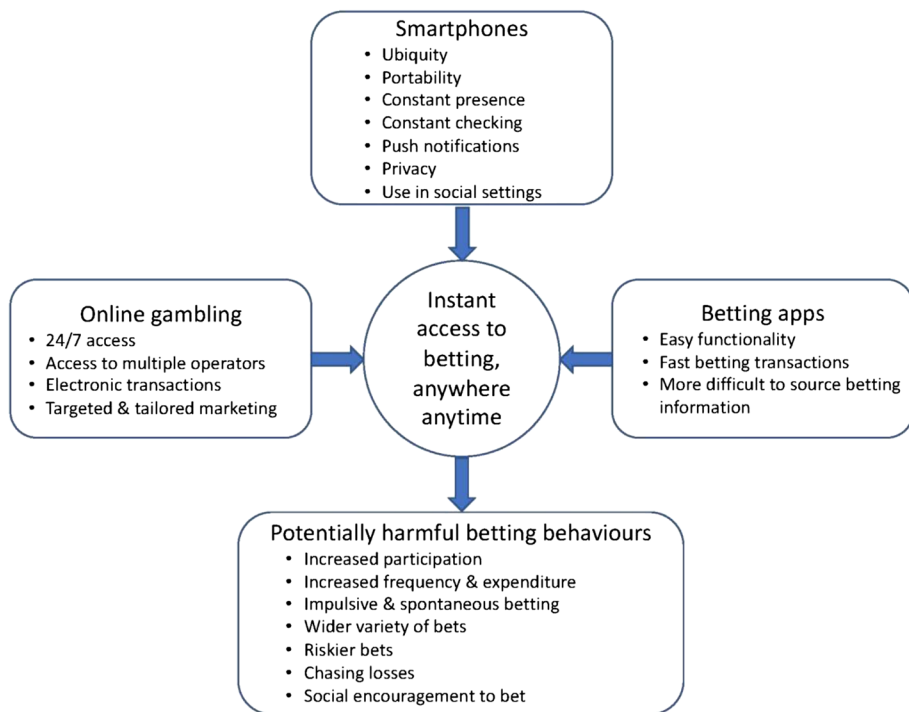 Smartphones
• Ubiquity
• Portability
• Constant presence
• Constant checking
• Push notifications
• Privacy
• Use in social settings
Online gambling
• 24/7 access
• Access to multiple operators
• Electronic transactions
• Targeted & tailored marketing
Instant
access to
betting,
anywhere
anytime
Betting apps
• Easy functionality
• Fast betting transactions
• More difficult to source betting
information
Potentially harmful betting behaviours
• Increased participation
• Increased frequency & expenditure
• Impulsive & spontaneous betting
• Wider variety of bets
• Riskier bets
• Chasing losses
• Social encouragement to bet